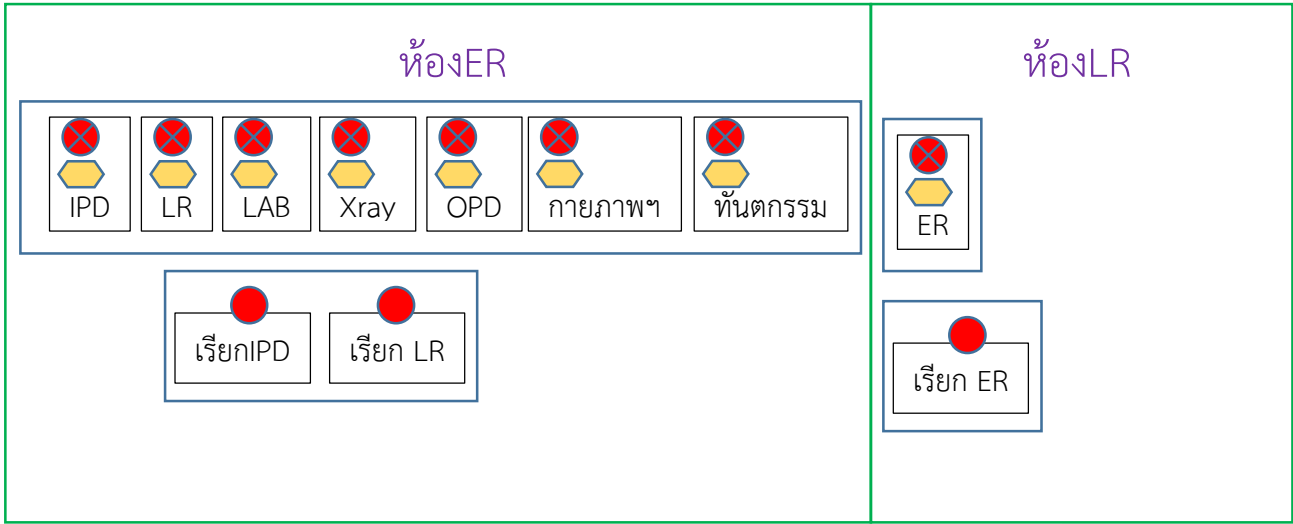 ห้องER
IPD
LR
LAB
Xray
OPD
กายภาพฯ
ทันตกรรม
เรียกIPD
เรียก LR
ห้องLR
ER
เรียก ER